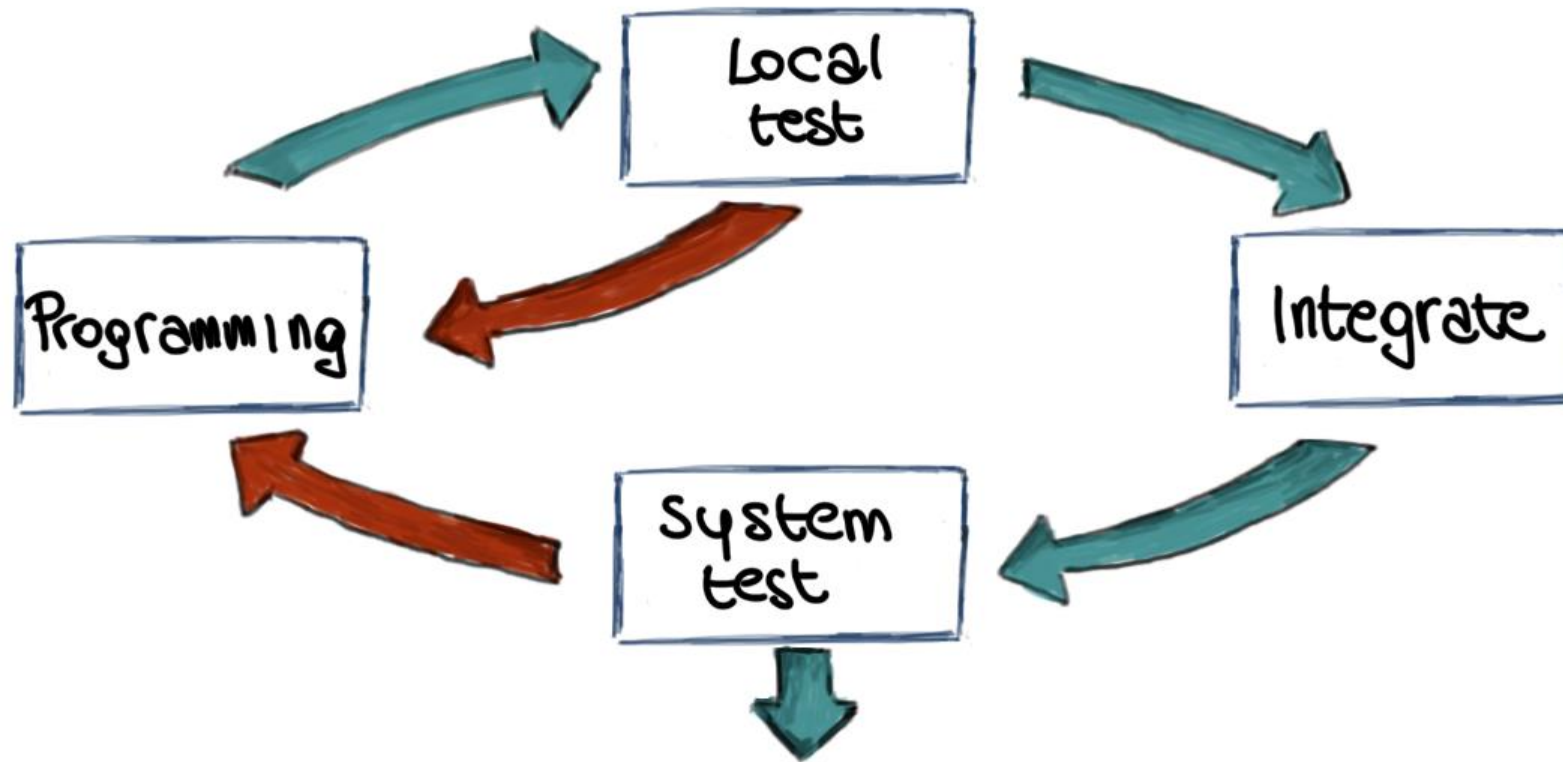 Local
test
Programming
Integrate
System
test